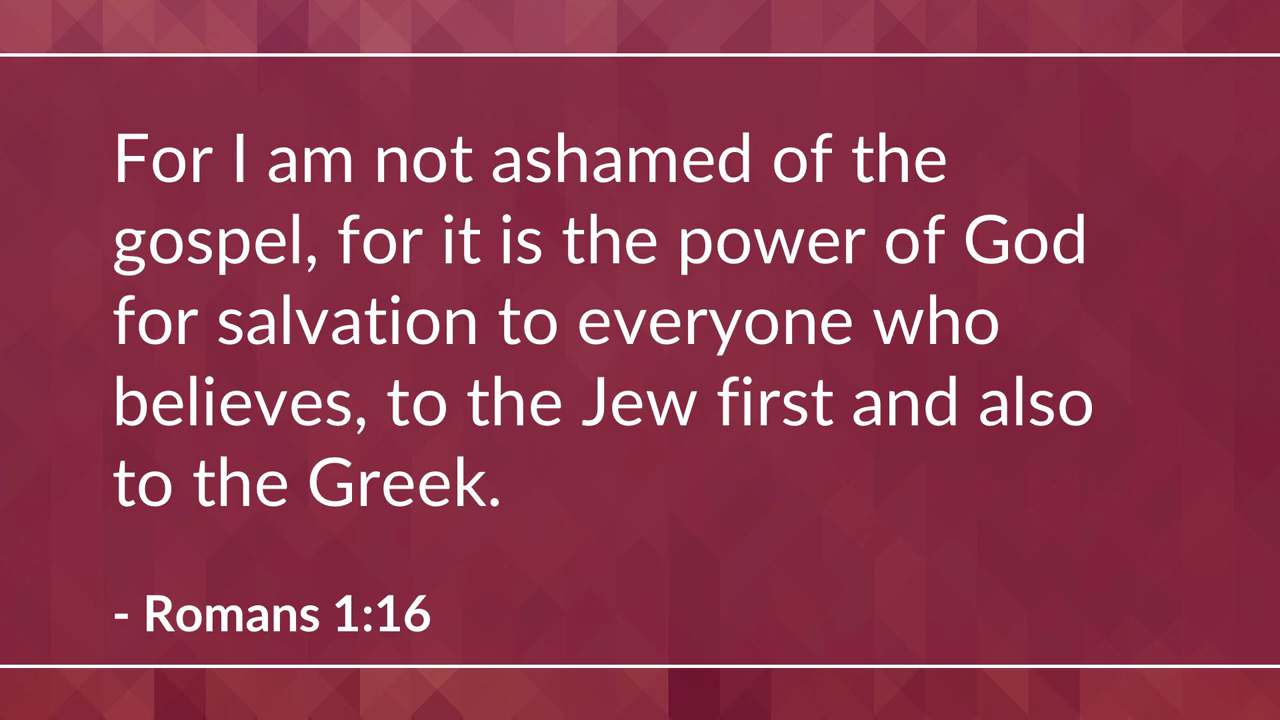 For I am not ashamed of the
gospel, for it is the power of God
for salvation to everyone who
believes, to the Jew first and also
to the Greek.
- Romans 1:16